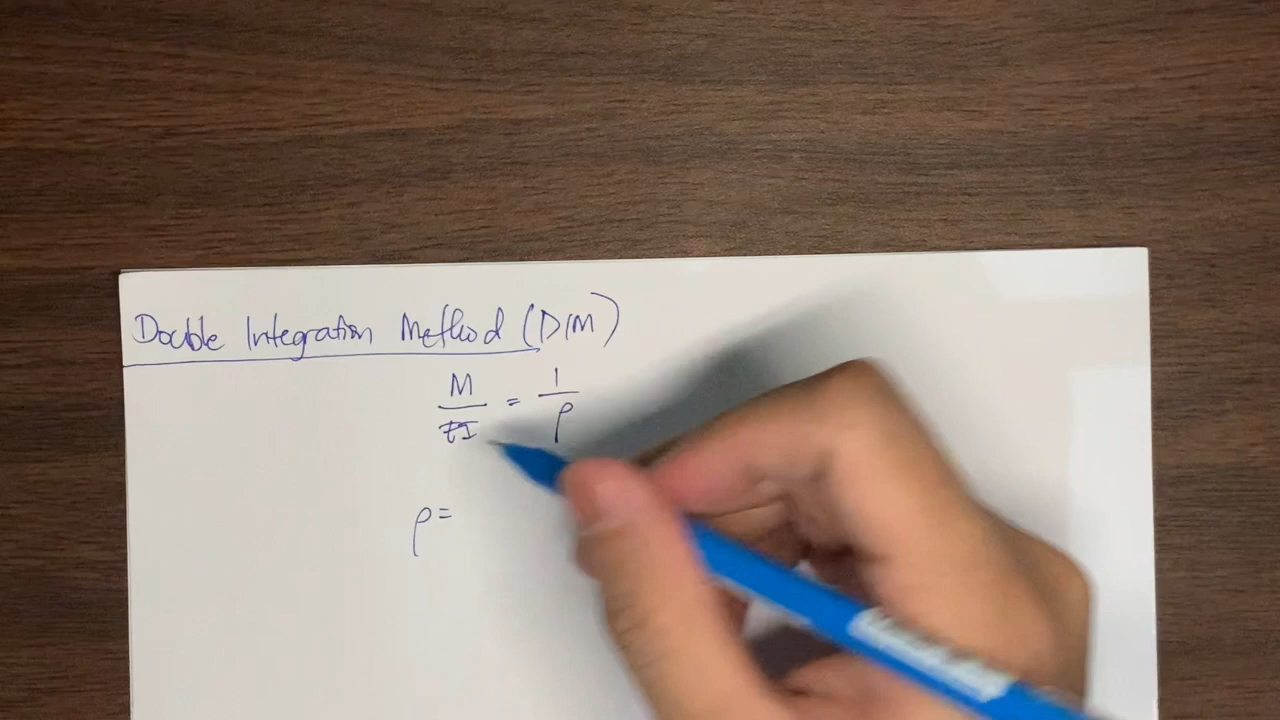 Double Integration Method (DIM)
M/EI = 1/ρ
ρ=